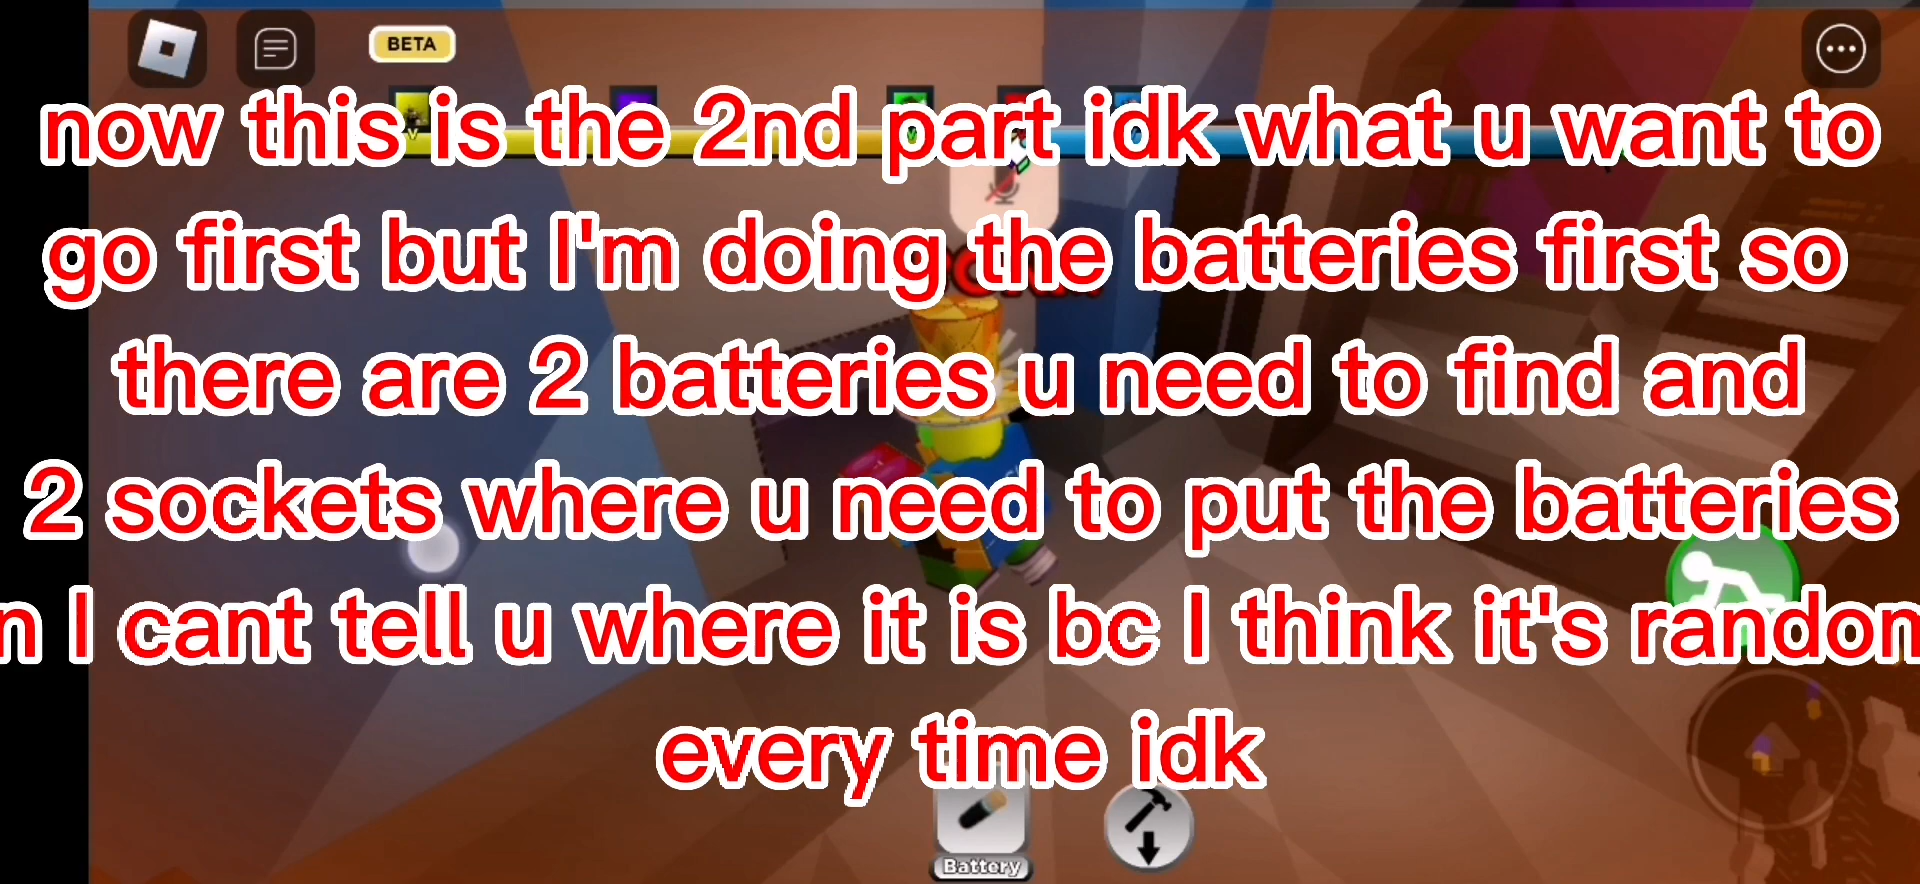 BETA
now this is the 2nd part idk what u want to
go first but I'm doing the batteries first so
there are 2 batteries u need to find and
2 sockets where u need to put the batteries
n I cant tell u where it is bc I think it's random
every time idk
Battery